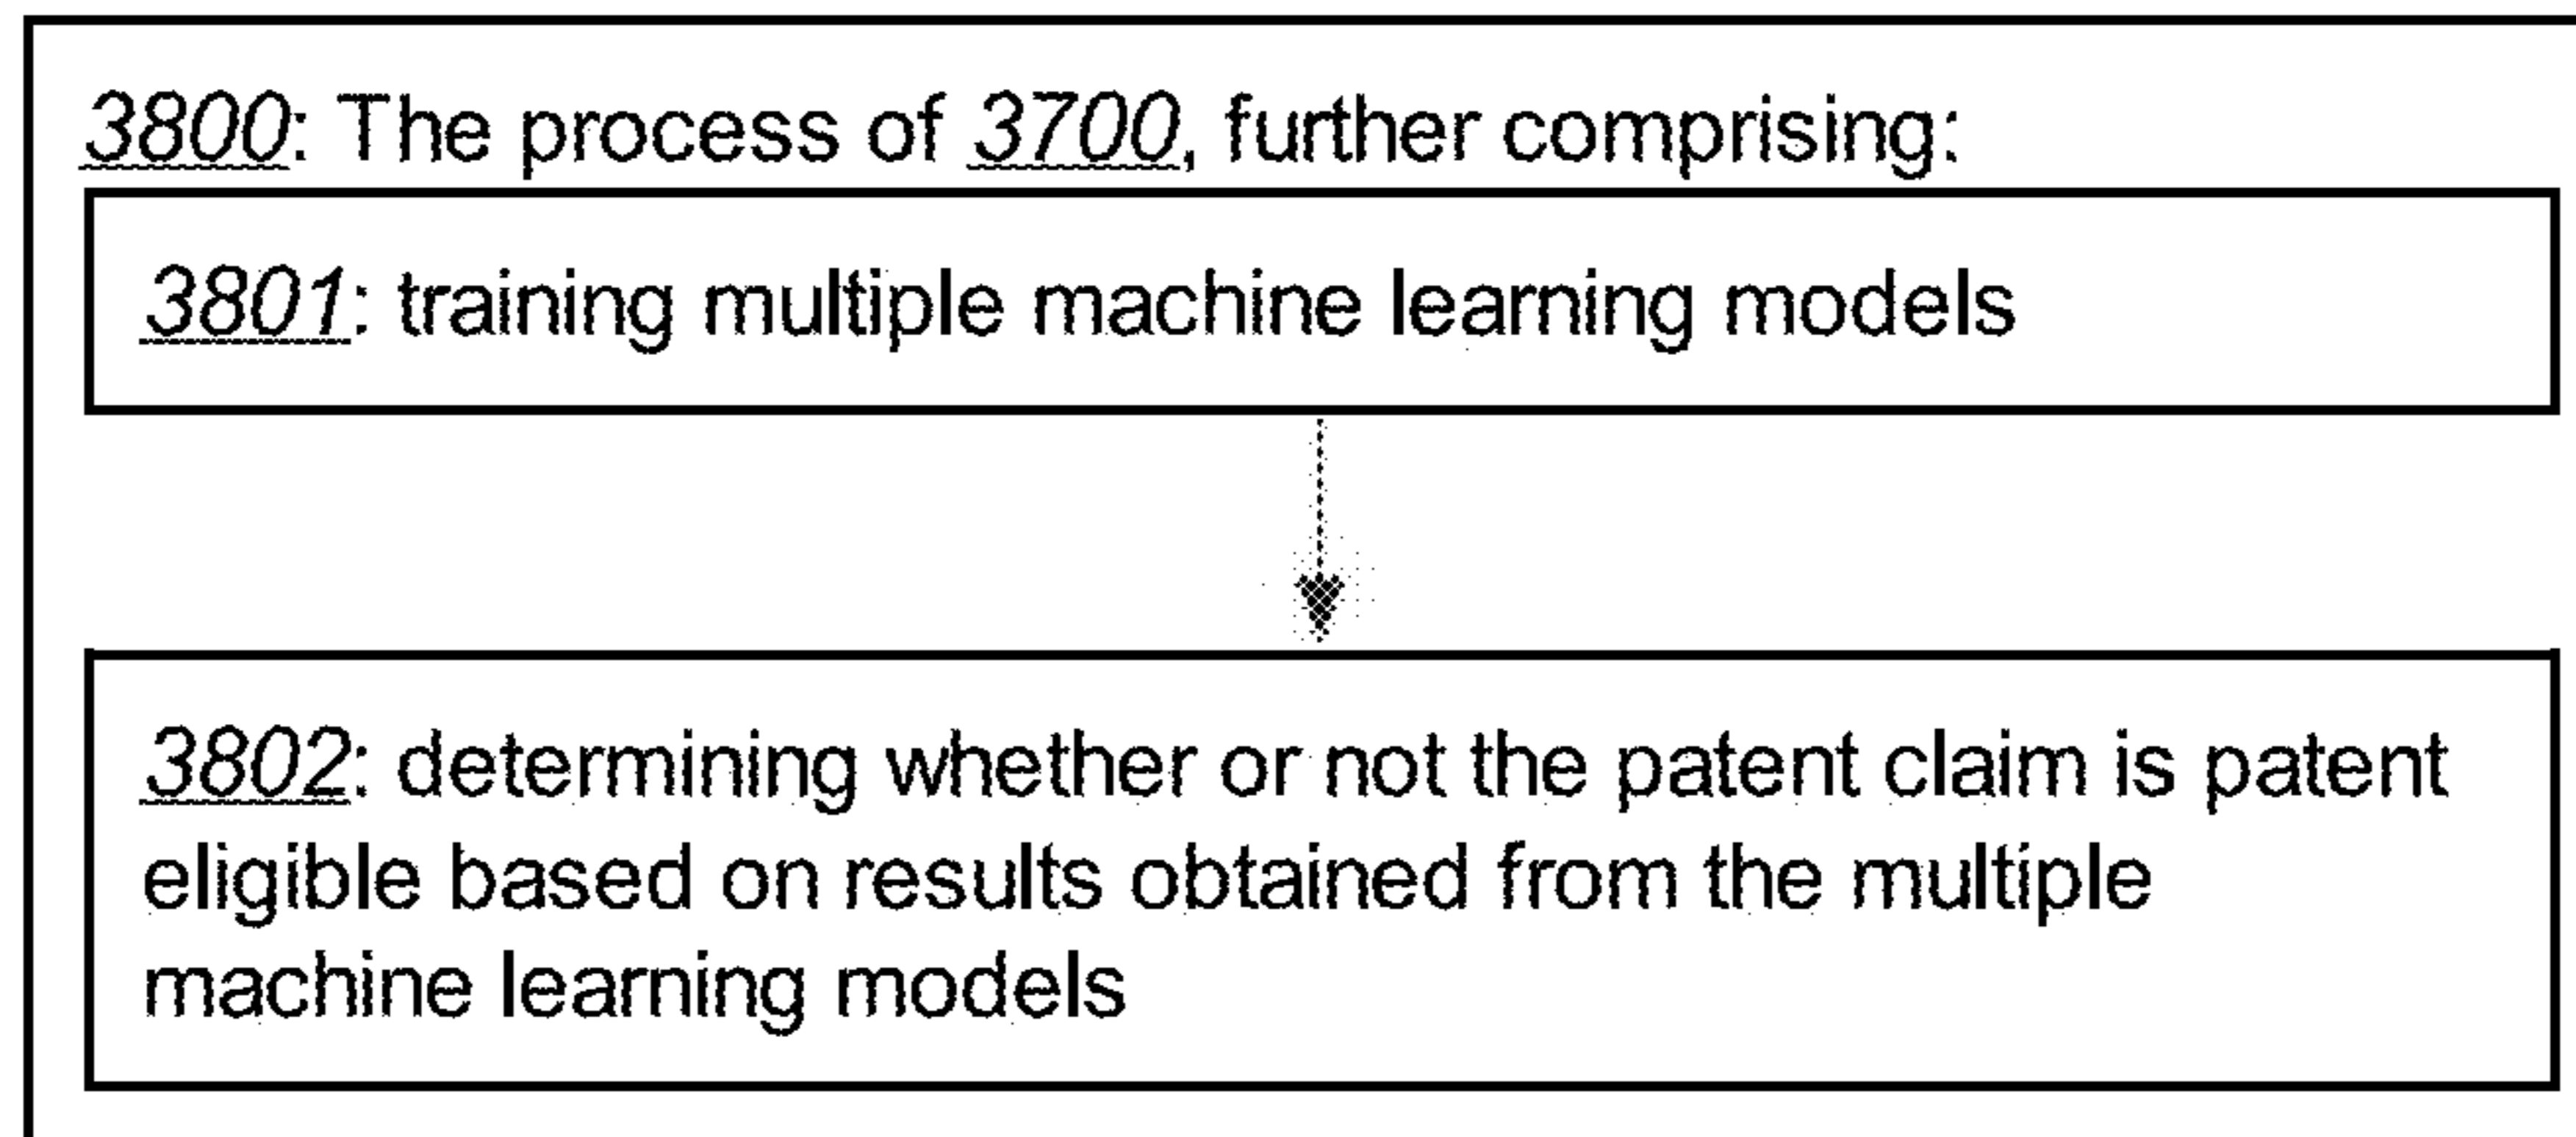 3800: The process of 3700, further comprising:
3801: training multiple machine learning models
3802: determining whether or not the patent claim is patent
eligible based on results obtained from the multiple
machine learning models